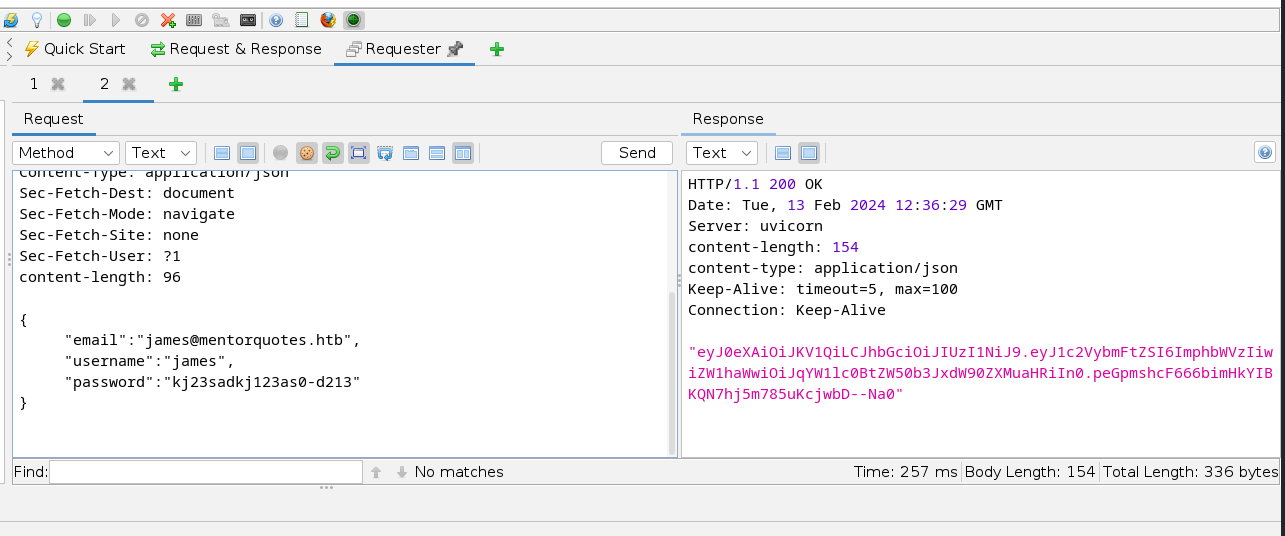 Quick Start
Request & Response
Requester
1
2
Request
Response
Method
Text
Send
Text
Content-Type: application/json
Sec-Fetch-Dest: document
Sec-Fetch-Mode: navigate
Sec-Fetch-Site: none
Sec-Fetch-User: ?1
content-length: 96
{
"email":"james@mentorquotes.htb",
"username":"james",
"password":"kj23sadkj123as0-d213"
}
HTTP/1.1 200 OK
Date: Tue, 13 Feb 2024 12:36:29 GMT
Server: uvicorn
content-length: 154
content-type: application/json
Keep-Alive: timeout=5, max=100
Connection: Keep-Alive
"eyJ0eXAiOiJKV1QiLCJhbGciOiJIUzI1NiJ9.eyJ1c2VybmFtZSI6ImphbWVzIiw
iZW1haWwiOiJqYW1lc0BtZW50b3JxdW90ZXMuaHRiIn0.peGpmshcF666bimHkYIB
KQN7hj5m785uKcjwbD--Na0"
Find:
No matches
Time: 257 ms
Body Length: 154
Total Length: 336 bytes